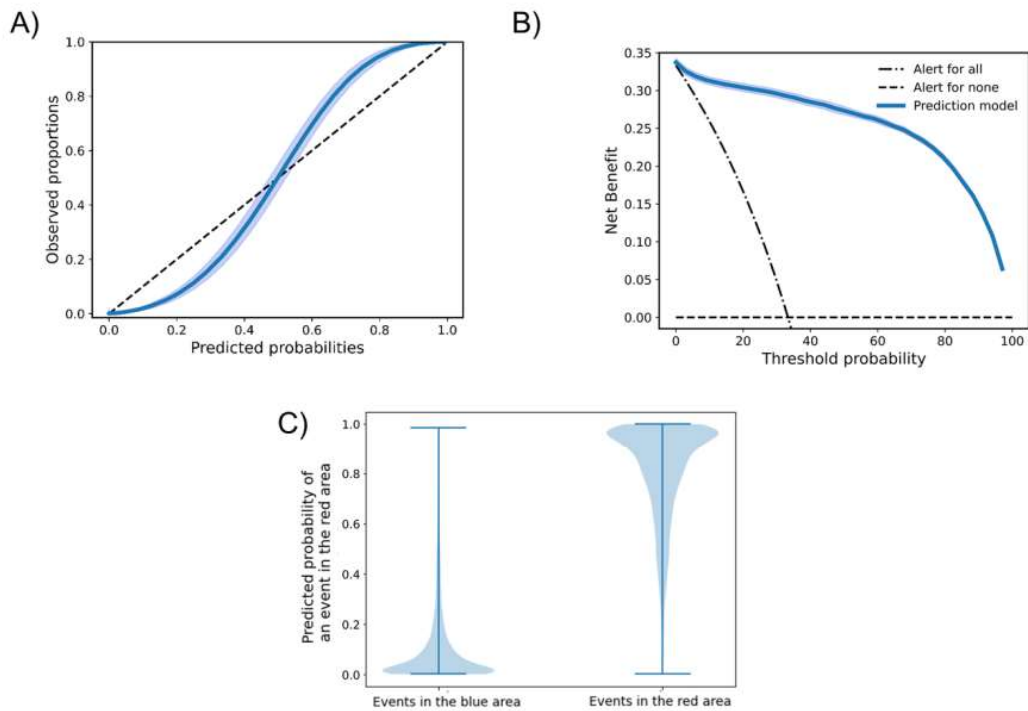 A)
1.0
0.8
0.6
0.4
0.2
0.0
Observed proportions
0.0 0.2 0.4 0.6 0.8 1.0
Predicted probabilities
B)
0.35
0.30
0.25
0.20
0.15
0.10
0.05
0.00
Net Benefit
Alert for all
Alert for none
Prediction model
0 20 40 60 80 100
Threshold probability
C)
1.0
0.8
0.6
0.4
0.2
0.0
Predicted probability of
an event in the red area
Events in the blue area
Events in the red area